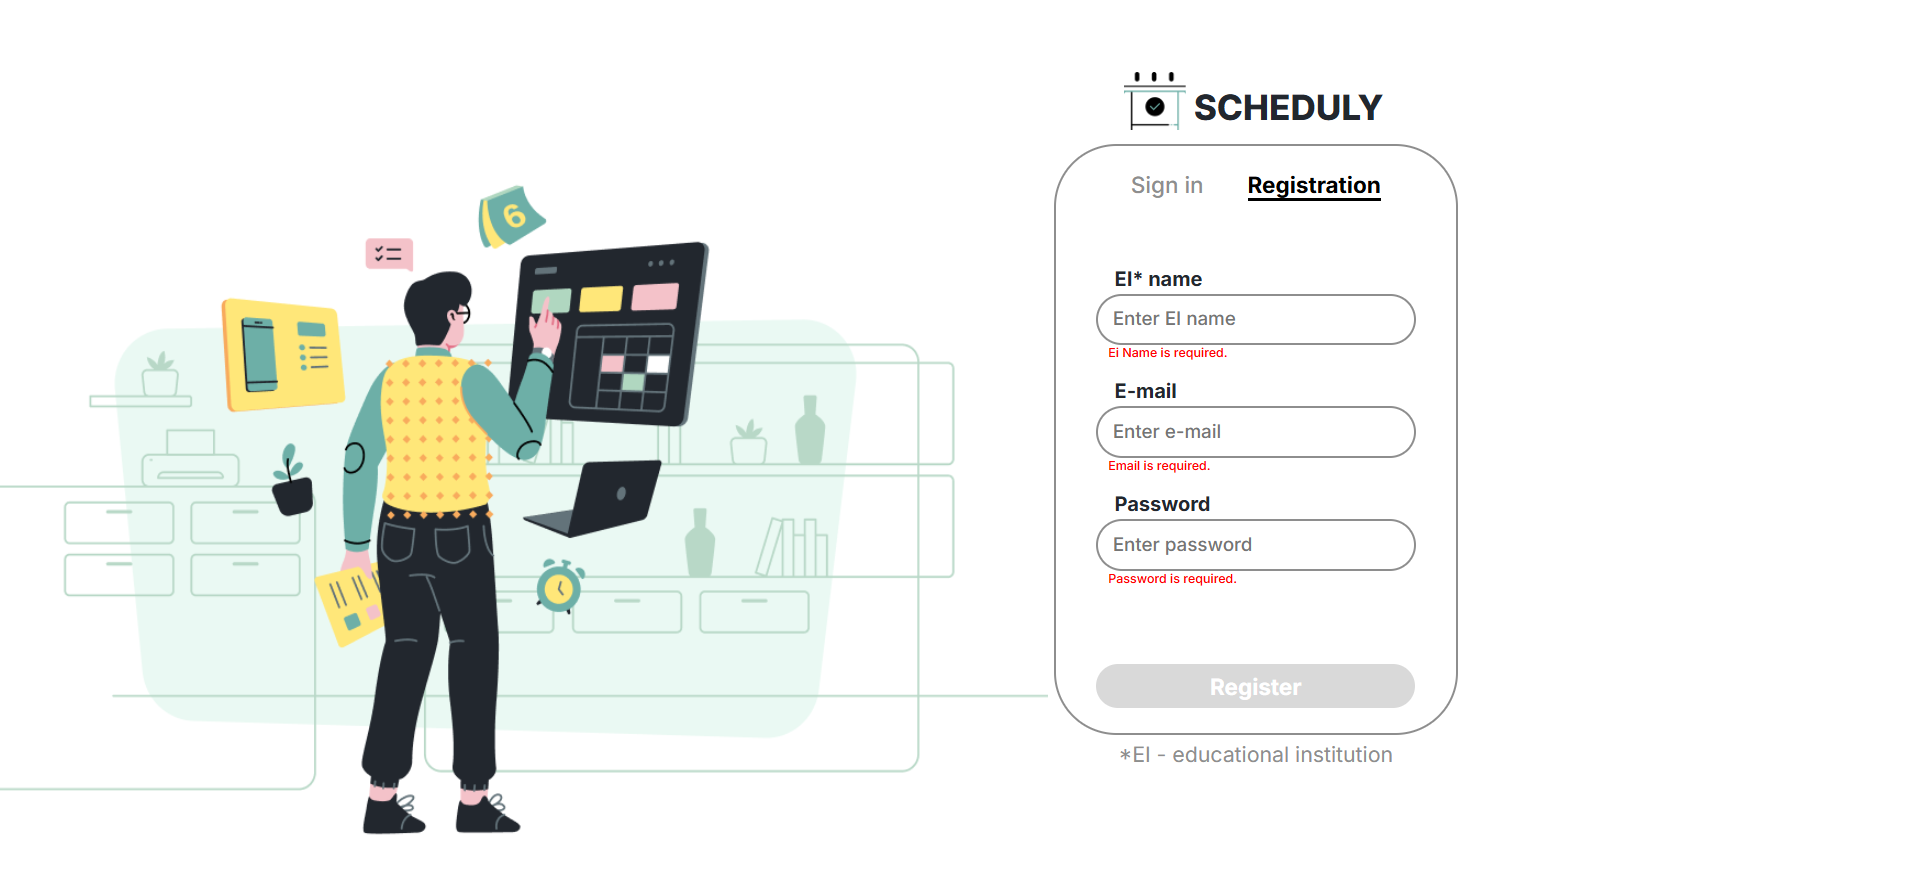 SCHEDULY
Sign in Registration
EI* name
Enter EI name
Ei Name is required.
E-mail
Enter e-mail
Email is required.
Password
Enter password
Password is required.
Register
*EI - educational institution
6